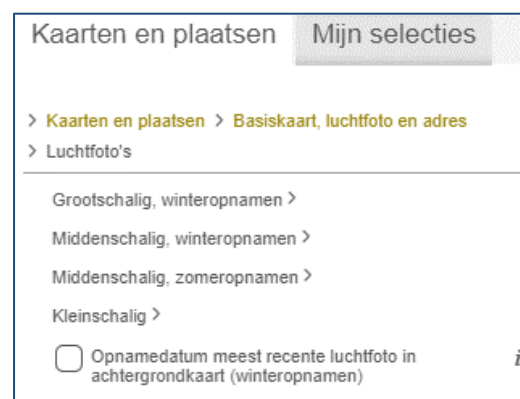 Kaarten en plaatsen Mijn selecties
> Kaarten en plaatsen > Basiskaart, luchtfoto en adres
> Luchtfoto's
Grootschalig, winteropnamen >
Middenschalig, winteropnamen >
Middenschalig, zomeropnamen >
Kleinschalig >
Opnamedatum meest recente luchtfoto in i
achtergrondkaart (winteropnamen)